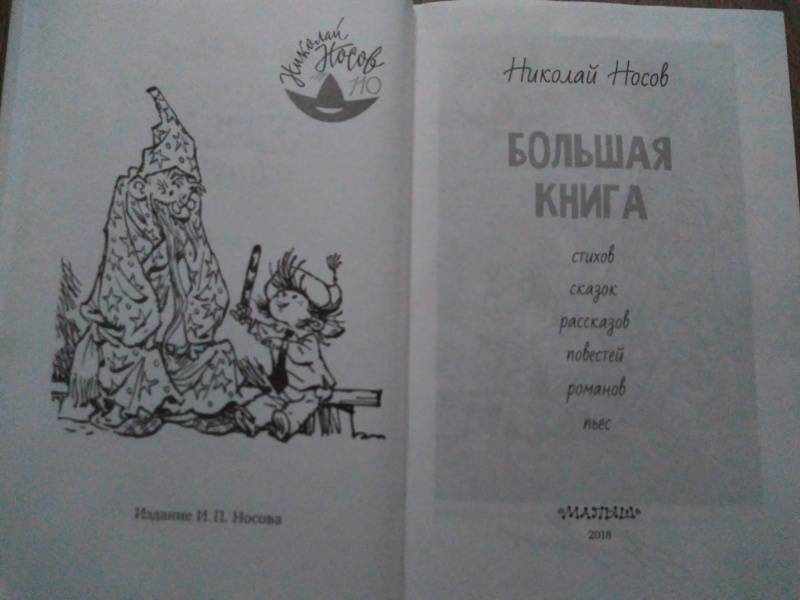 Николай
Носов
110
Издание И. П. Носова
Николай Носов
БОЛЬШАЯ
КНИГА
стихов
сказок
рассказов
повестей
романов
пьес
МАЛЫШ
2018